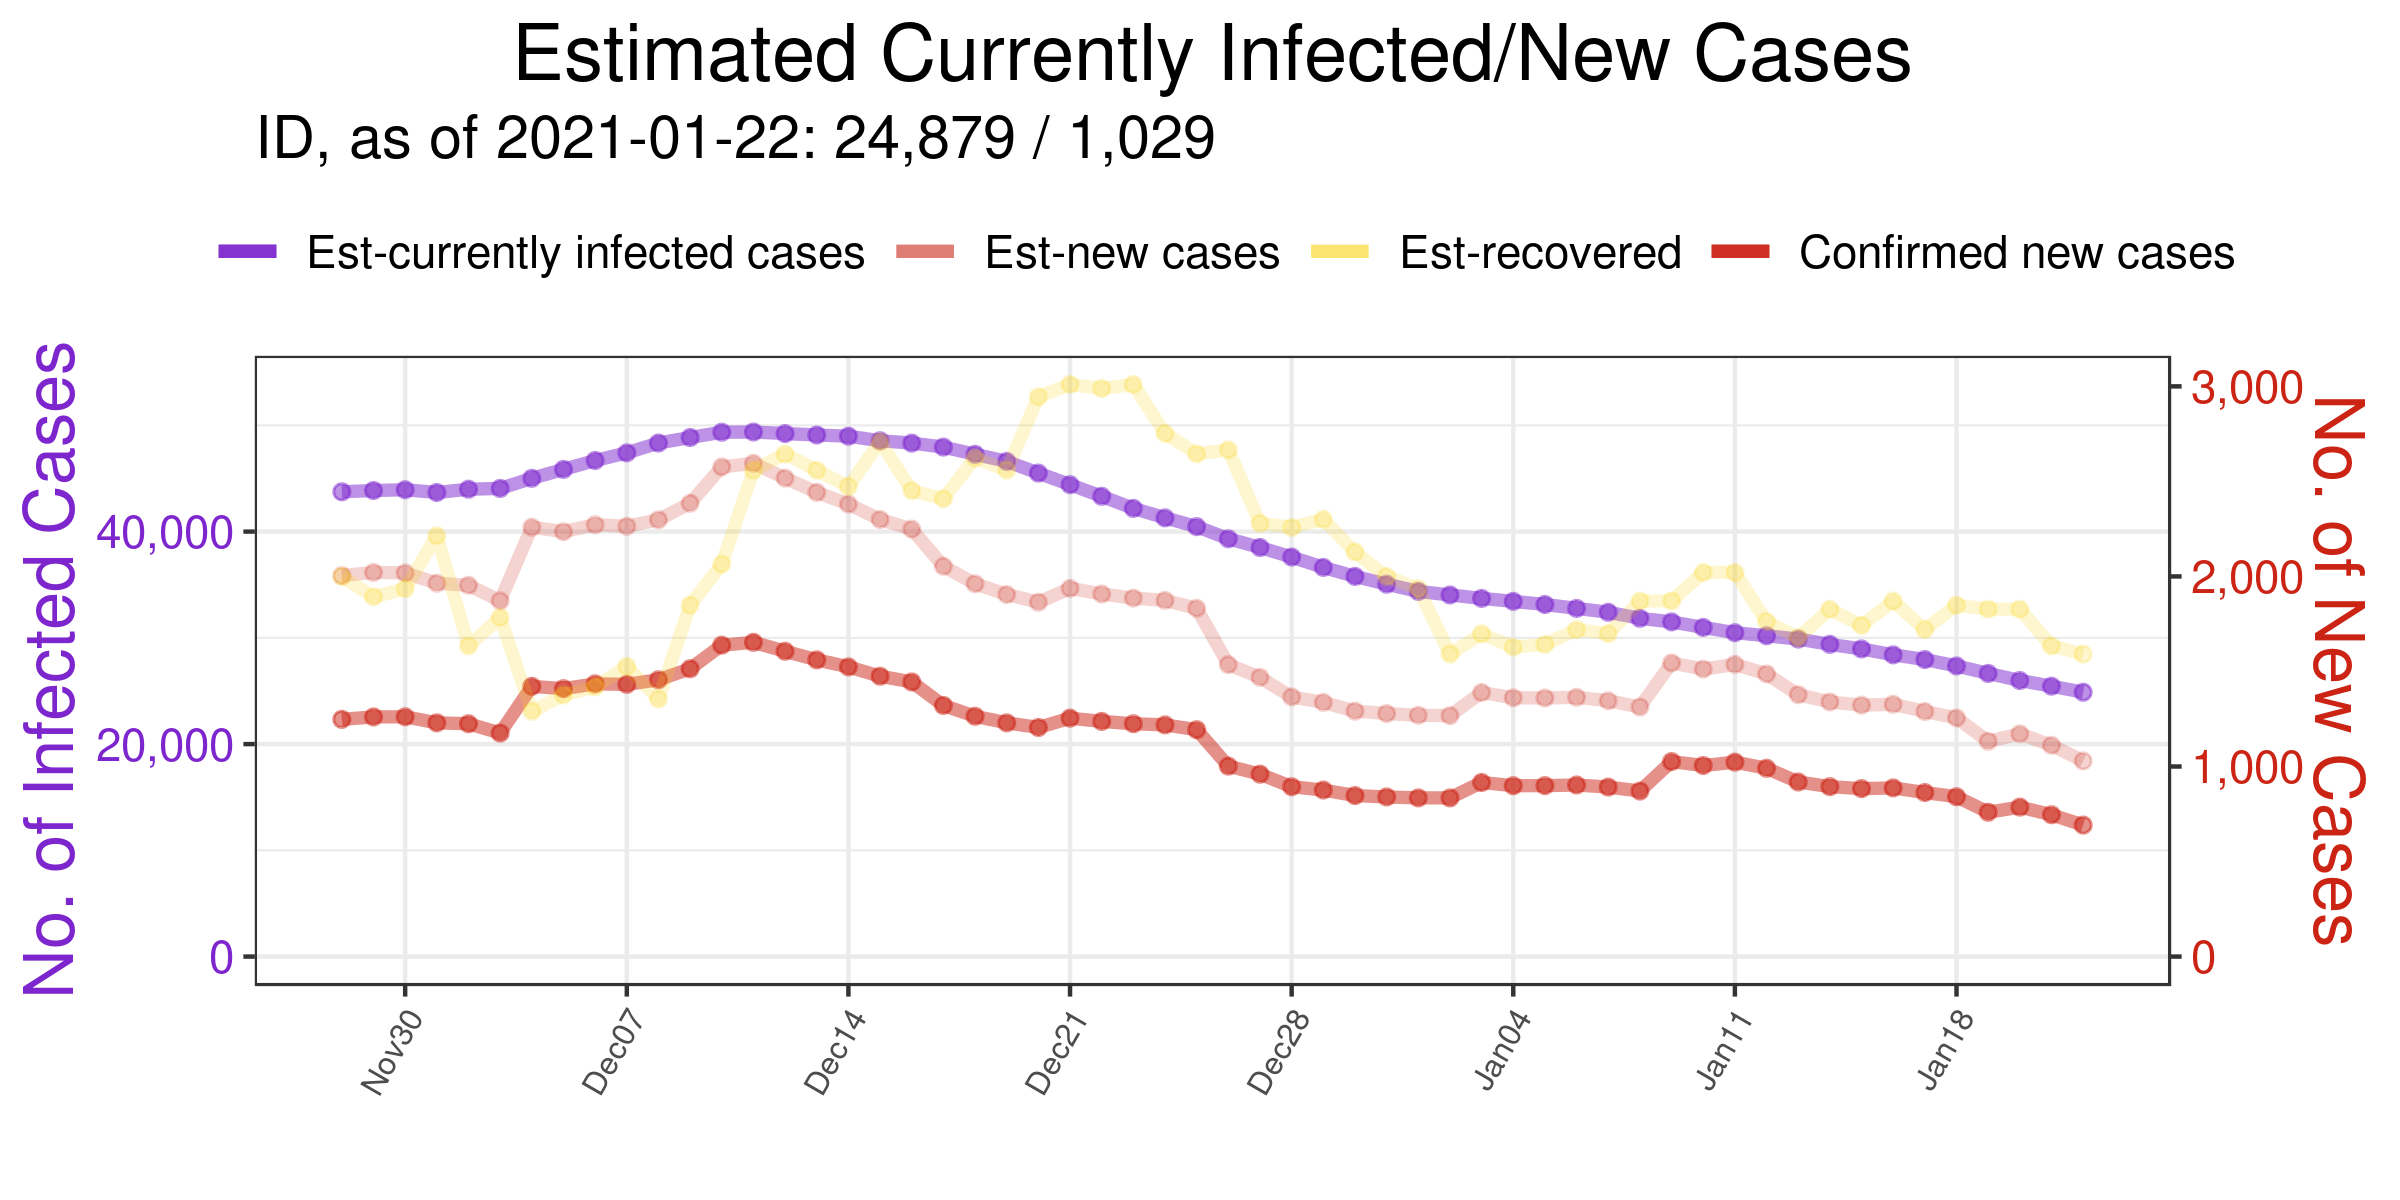 Estimated Currently Infected/New Cases
ID, as of 2021-01-22: 24,879 / 1,029
Est-currently infected cases Est-new cases Est-recovered Confirmed new cases
No. of Infected Cases
40,000
20,000
0
3,000
2,000
1,000
0
No. of New Cases
Nov30 Dec07 Dec14 Dec21 Dec28 Jan04 Jan11 Jan18